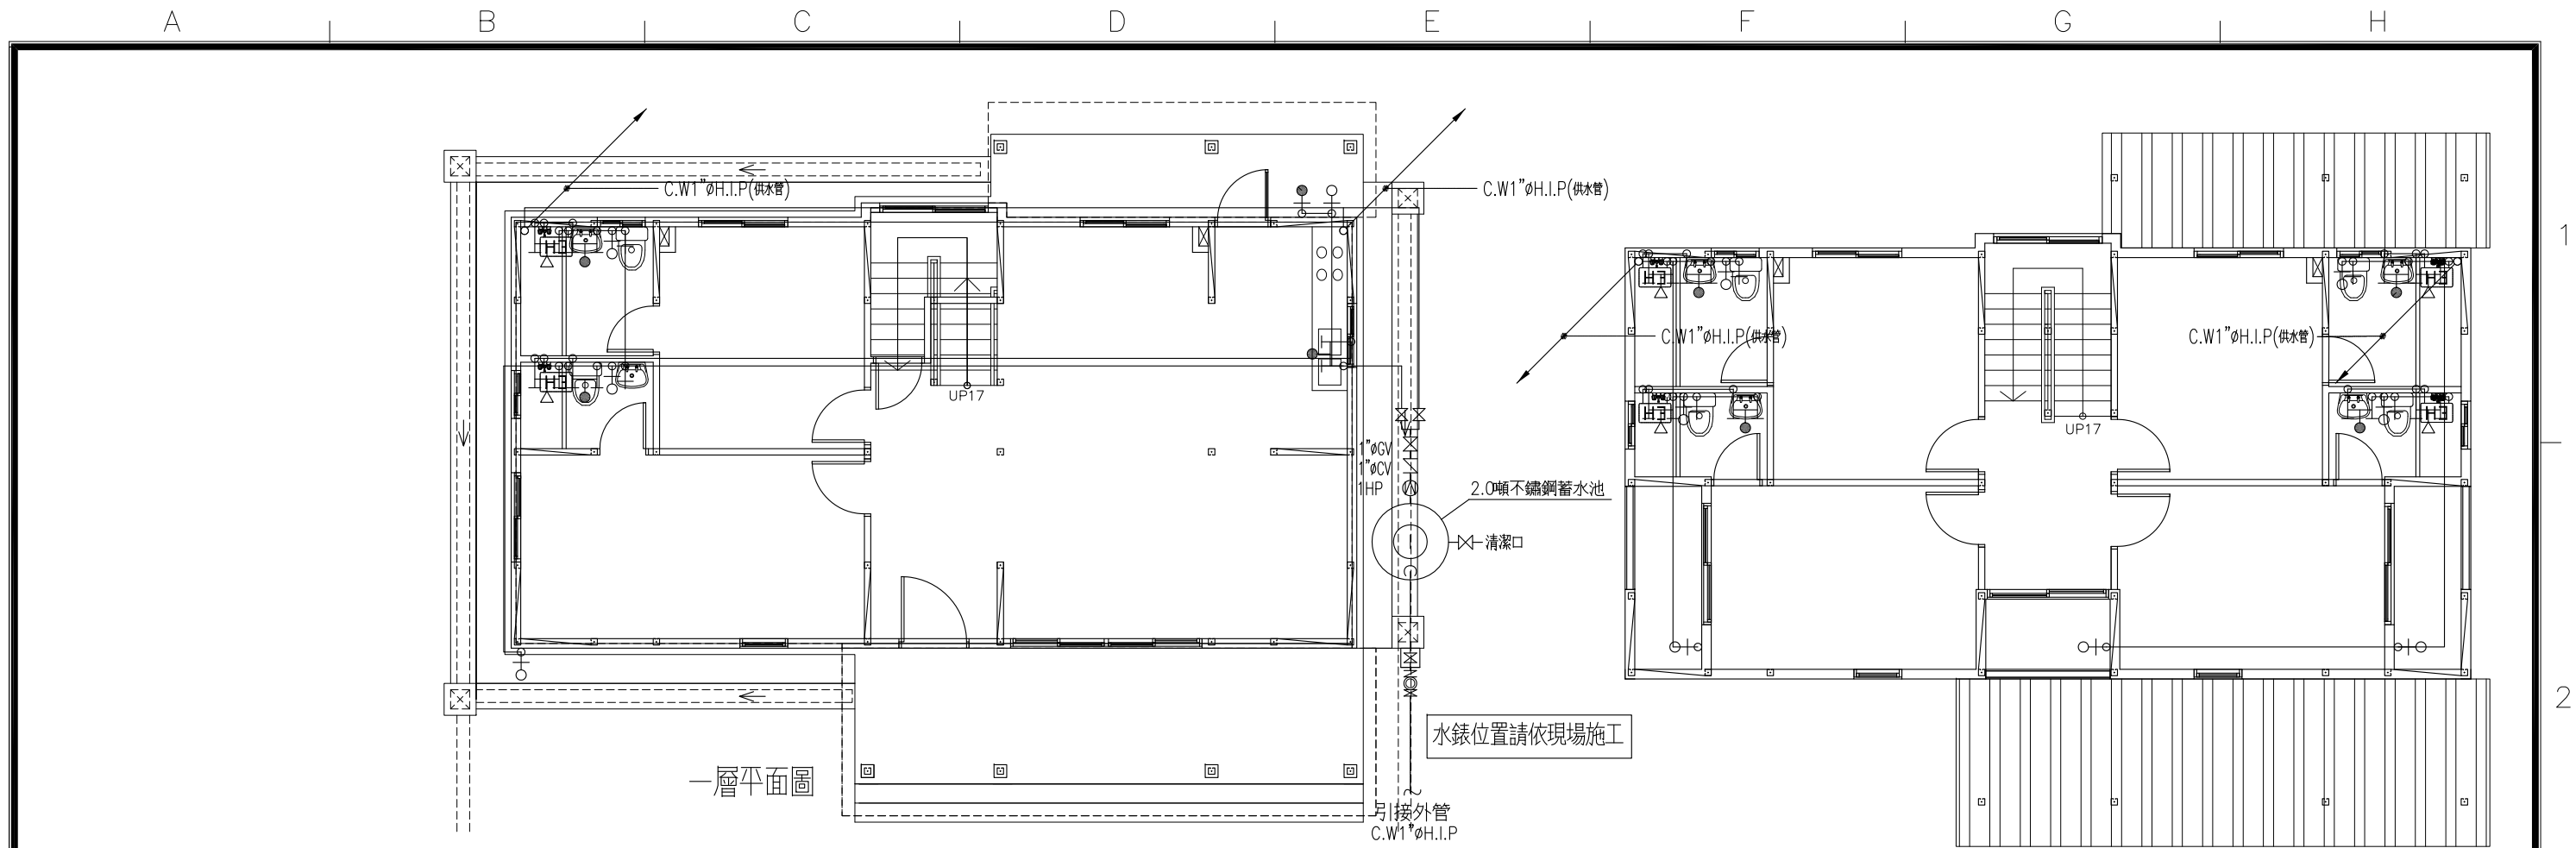 A B C D E F G H
1
2
C.W1"øH.I.P(供水管)
C.W1"øH.I.P(供水管)
UP17
1"øGV
1"øCV
1HP
2.0噸不鏽鋼蓄水池
清潔口
水錶位置請依現場施工
一層平面圖
引接外管
C.W1"øH.I.P
C.W1"øH.I.P(供水管)
C.W1"øH.I.P(供水管)
UP17